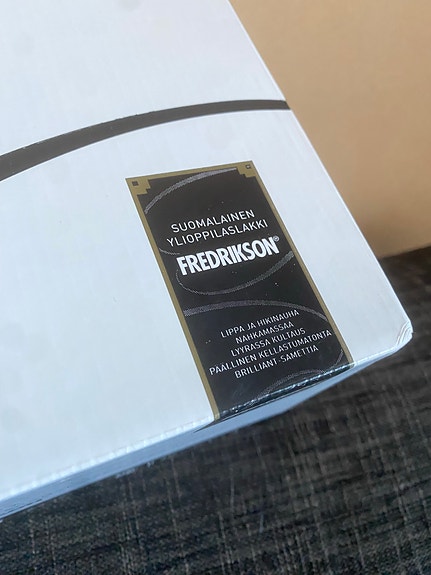 SUOMALAINEN
YLIOPPILASLAKKI
FREDRIKSON®
LIPPA JA HIKINAUHA
NAHKAMASSAA
LYYRASSA KULTAUS
PÄÄLLINEN KELLASTUMATONTA
BRILLIANT-SAMETTIA